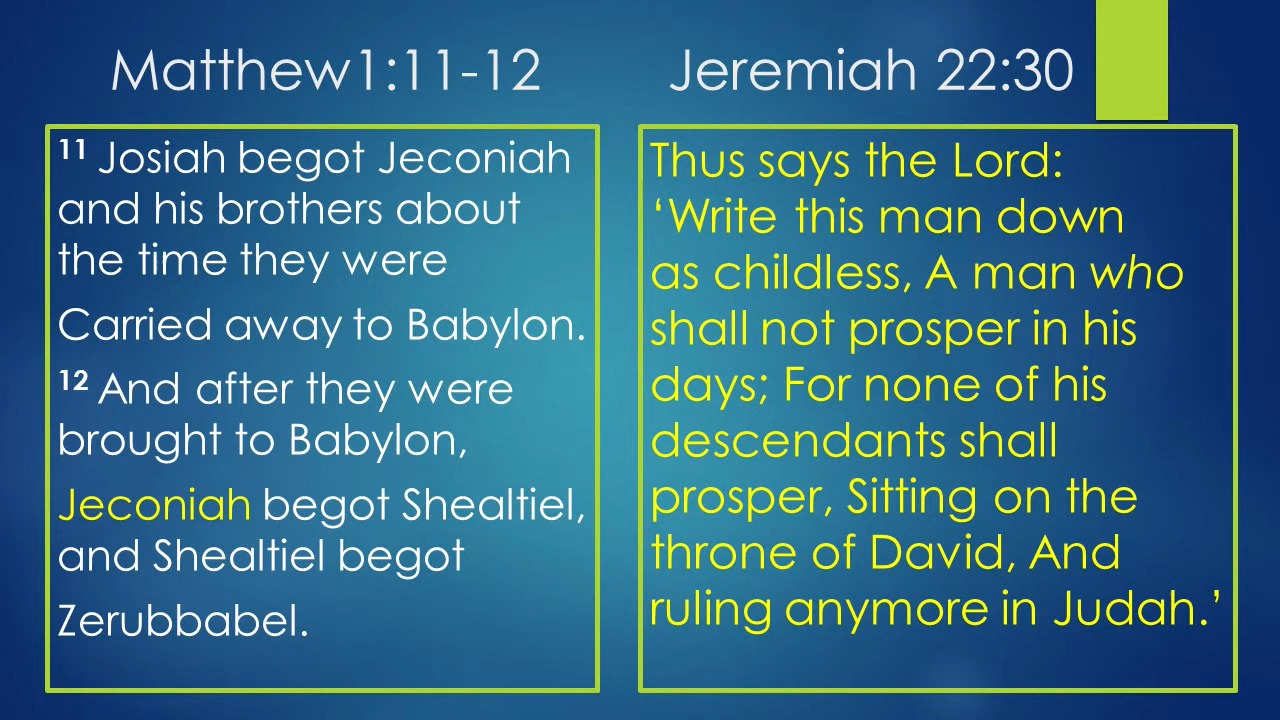 Matthew1:11-12
¹¹ Josiah begot Jeconiah
and his brothers about
the time they were
Carried away to Babylon.
¹² And after they were
brought to Babylon,
Jeconiah begot Shealtiel,
and Shealtiel begot
Zerubbabel.
Jeremiah 22:30
Thus says the Lord:
‘Write this man down
as childless, A man who
shall not prosper in his
days; For none of his
descendants shall
prosper, Sitting on the
throne of David, And
ruling anymore in Judah.’